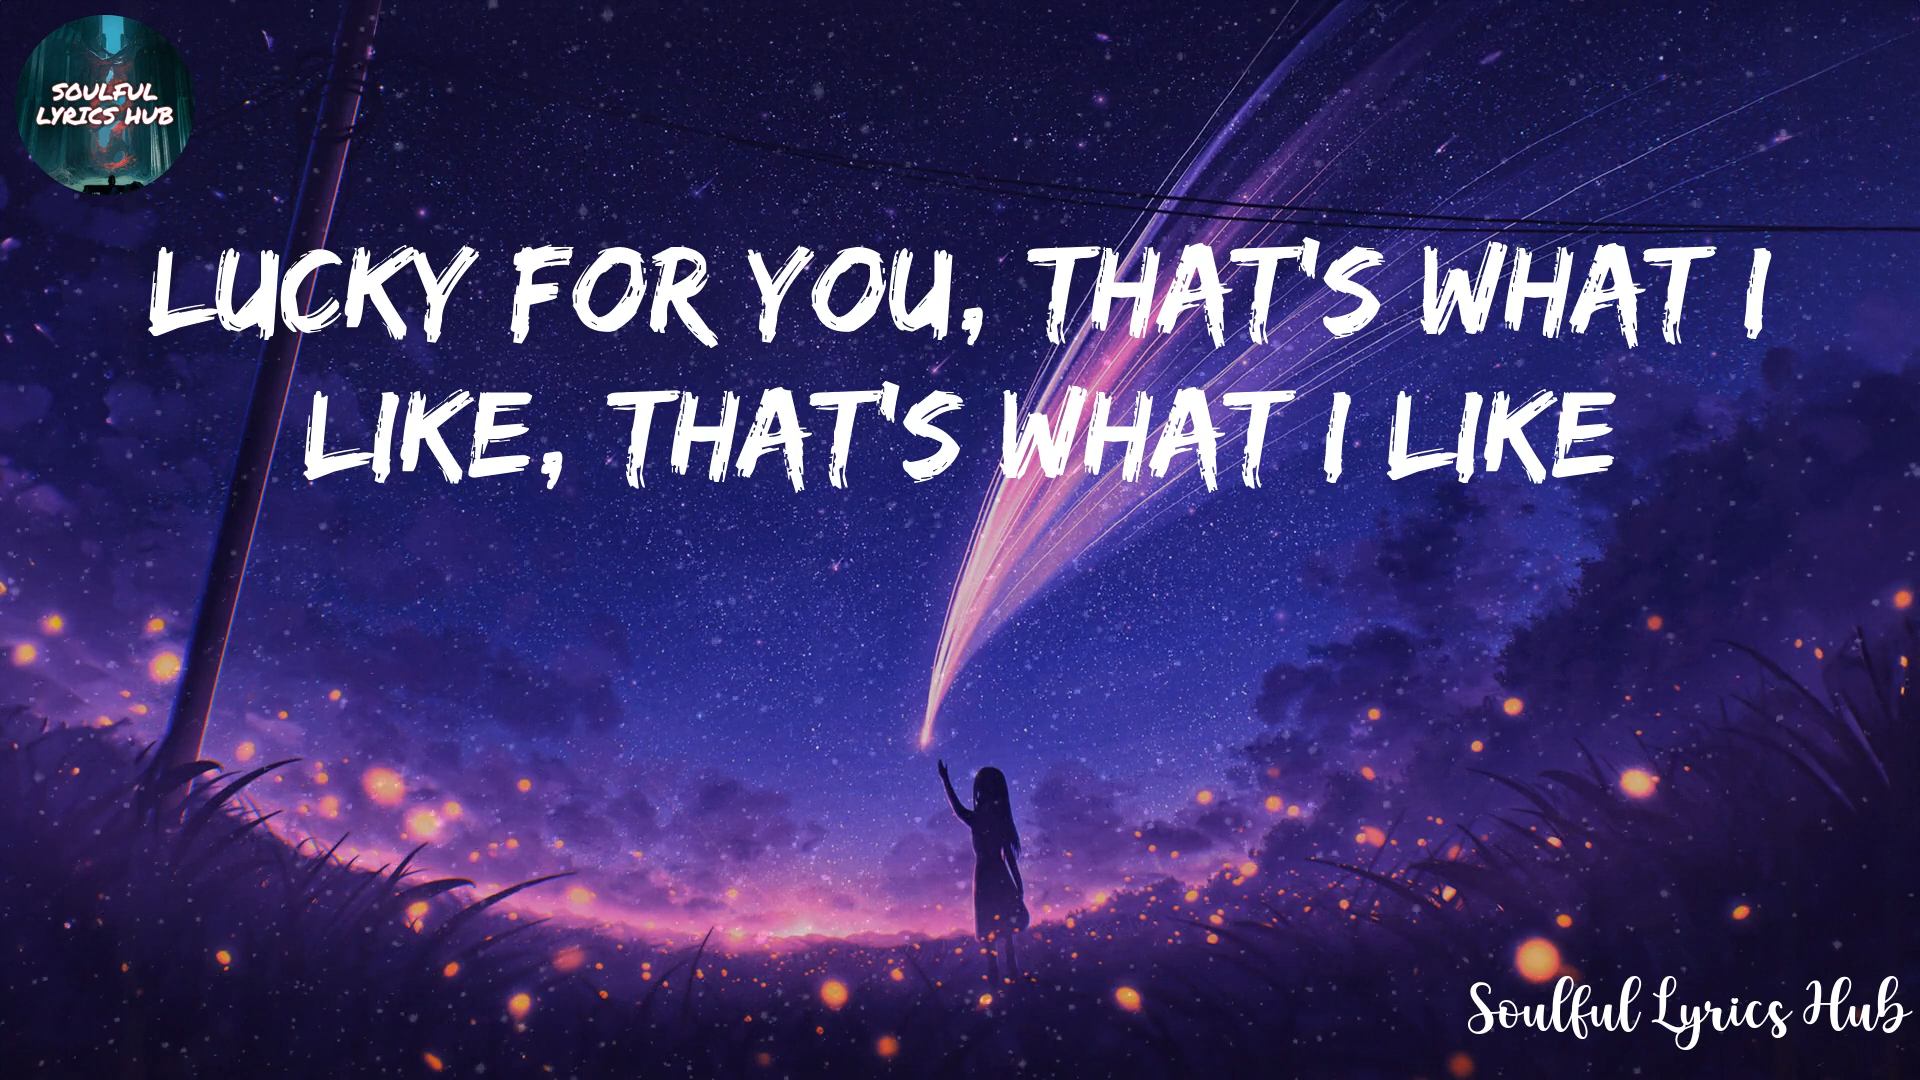 SOULFUL
LYRICS HUB
LUCKY FOR YOU, THAT'S WHAT I
LIKE, THAT'S WHAT I LIKE
Soulful Lyrics Hub